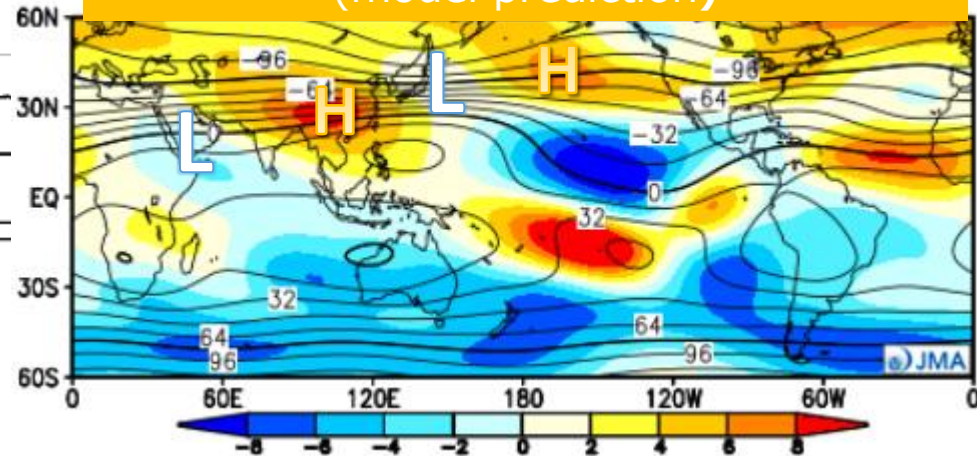 (model prediction)
60N
-96
H
L
-96
-64
H
-64
30N
L
0
-32
EQ
0
32
30S
32
64
64
96
96
JMA
60S
0 60E 120E 180 120W 60W 0
-8 -6 -4 -2 0 2 4 6 8